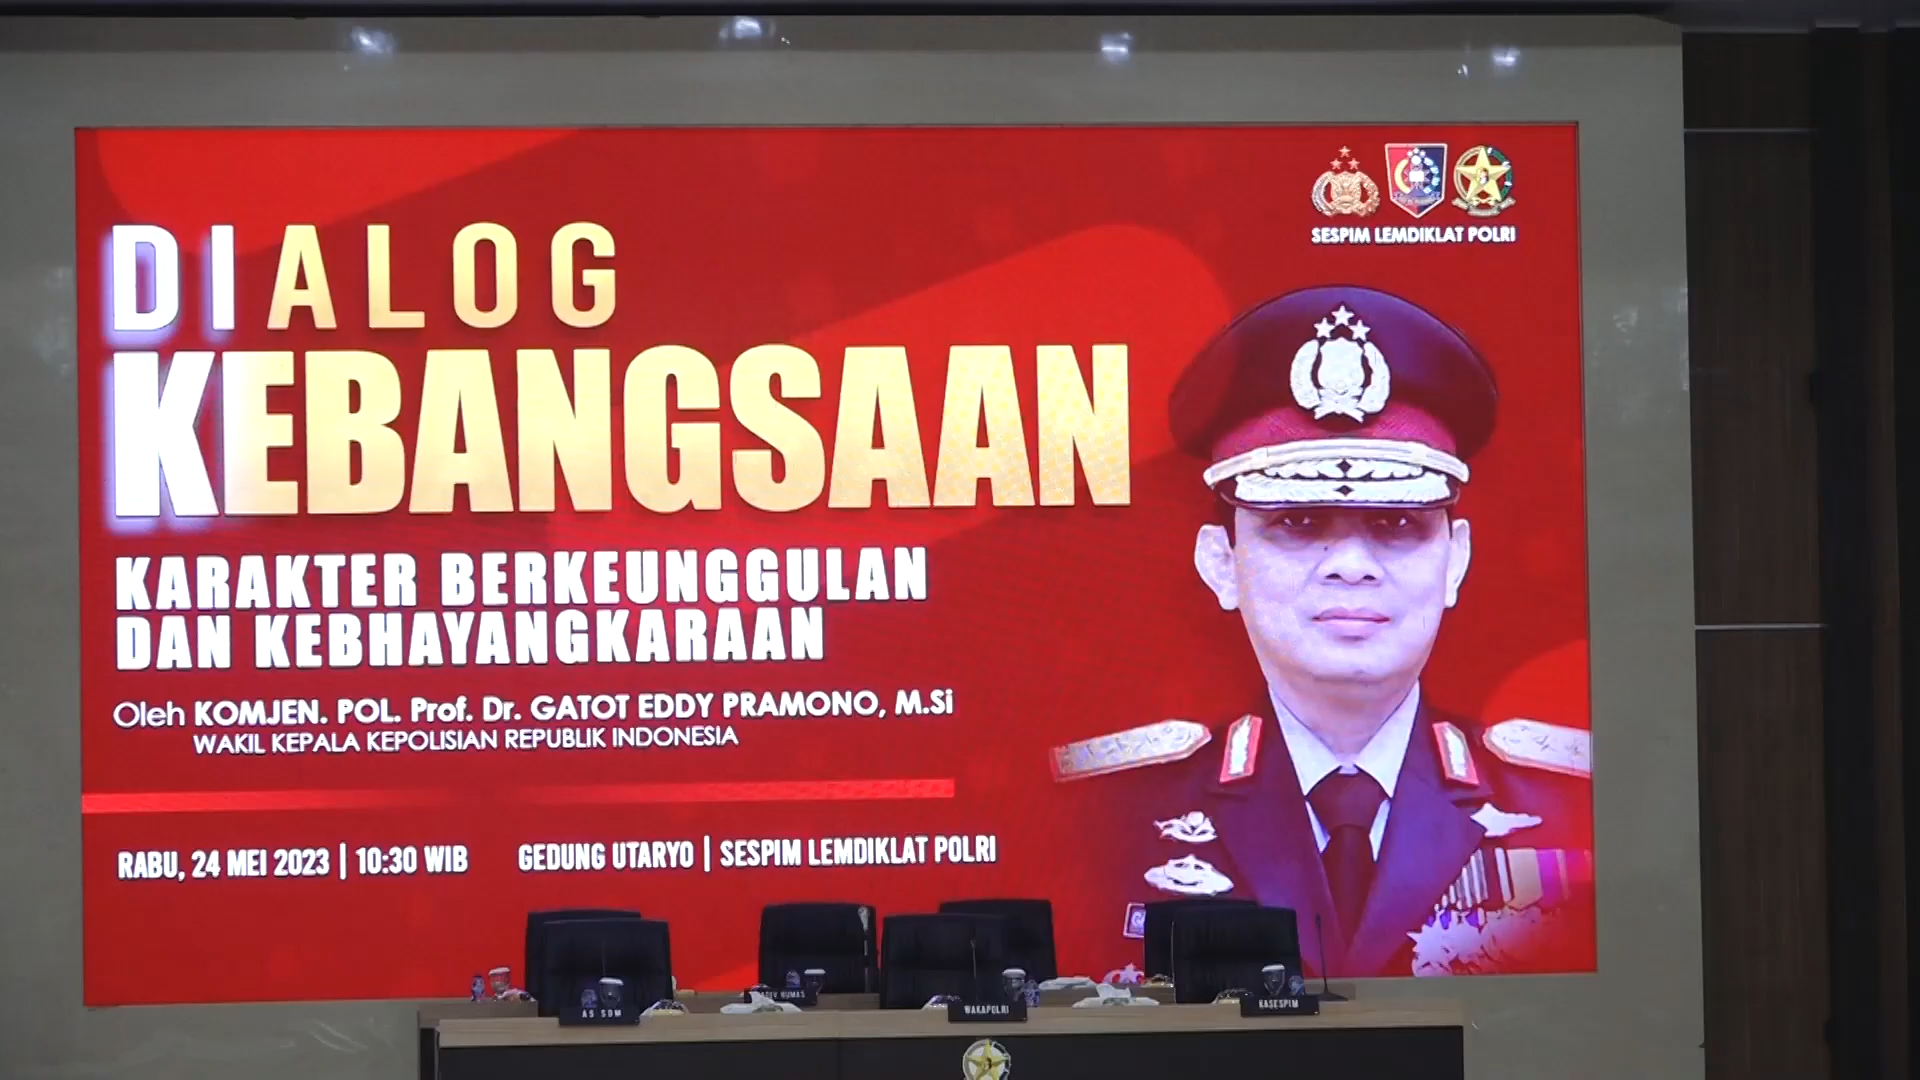 SESPIM LEMDIKLAT POLRI
DIALOG
KEBANGSAAN
KARAKTER BERKEUNGGULAN
DAN KEBHAYANGKARAAN
Oleh KOMJEN. POL. Prof. Dr. GATOT EDDY PRAMONO, M.Si
WAKIL KEPALA KEPOLISIAN REPUBLIK INDONESIA
RABU, 24 MEI 2023 | 10:30 WIB GEDUNG UTARYO | SESPIM LEMDIKLAT POLRI
AS SDM
HUMAS
WAKAPOLRI
KASESPIM